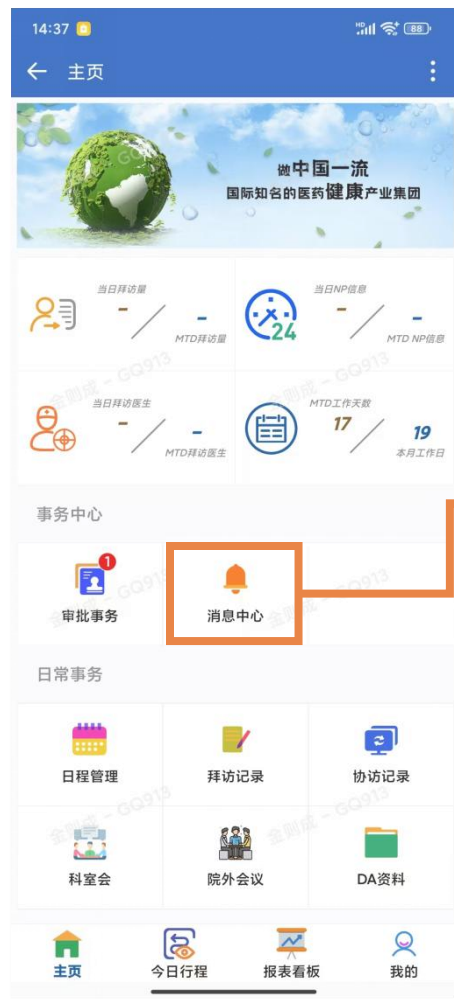 14:37
HD 88
主页
做中国一流
国际知名的医药健康产业集团
当日拜访量
-
-
MTD拜访量
24
当日NP信息
-
-
MTD NP信息
当日拜访医生
-
-
MTD拜访医生
MTD工作天数
17
19
本月工作日
事务中心
1
审批事务
消息中心
日常事务
日程管理
拜访记录
协访记录
科室会
院外会议
DA资料
主页
今日行程
报表看板
我的
金则成 - GQ913